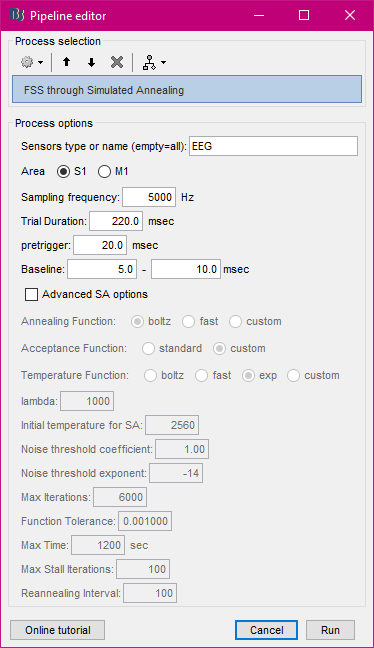 Pipeline editor
Process selection
FSS through Simulated Annealing
Process options
Sensors type or name (empty=all): EEG
Area S1 M1
Sampling frequency: 5000 Hz
Trial Duration: 220.0 msec
pretrigger: 20.0 msec
Baseline: 5.0 - 10.0 msec
Advanced SA options
Annealing Function: boltz fast custom
Acceptance Function: standard custom
Temperature Function: boltz fast exp custom
lambda: 1000
Initial temperature for SA: 2560
Noise threshold coefficient: 1.00
Noise threshold exponent: -14
Max Iterations: 6000
Function Tolerance: 0.001000
Max Time: 1200 sec
Max Stall Iterations: 100
Reannealing Interval: 100
Online tutorial Cancel Run